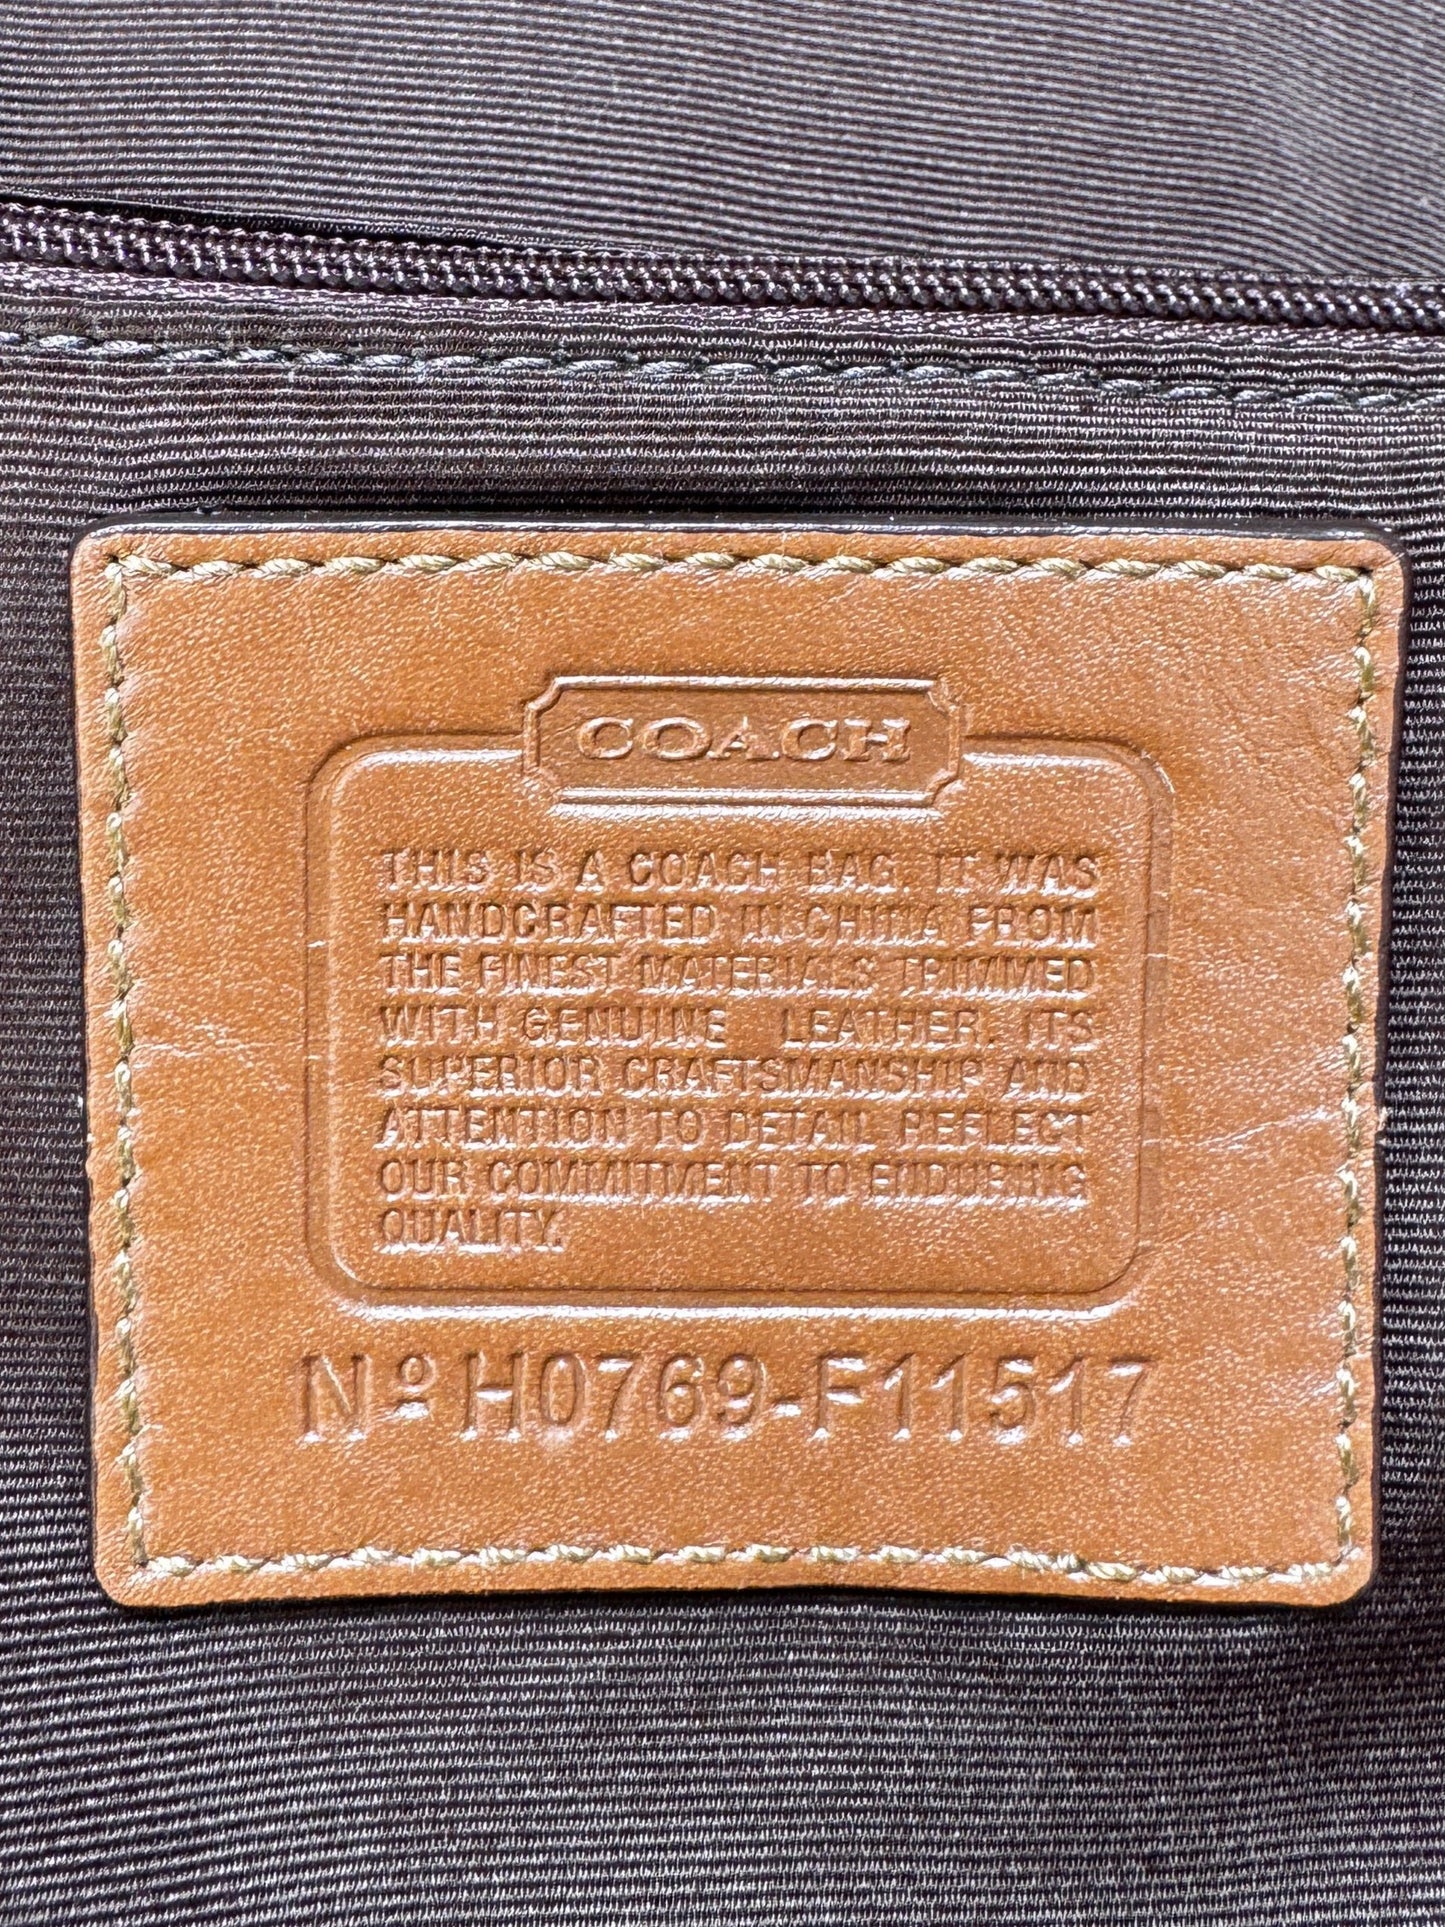 COACH
THIS IS A COACH BAG. IT WAS
HANDCRAFTED IN CHINA FROM
THE FINEST MATERIALS TRIMMED
WITH GENUINE LEATHER. ITS
SUPERIOR CRAFTSMANSHIP AND
ATTENTION TO DETAIL REFLECT
OUR COMMITMENT TO ENDURING
QUALITY.
Nº H0769-F11517